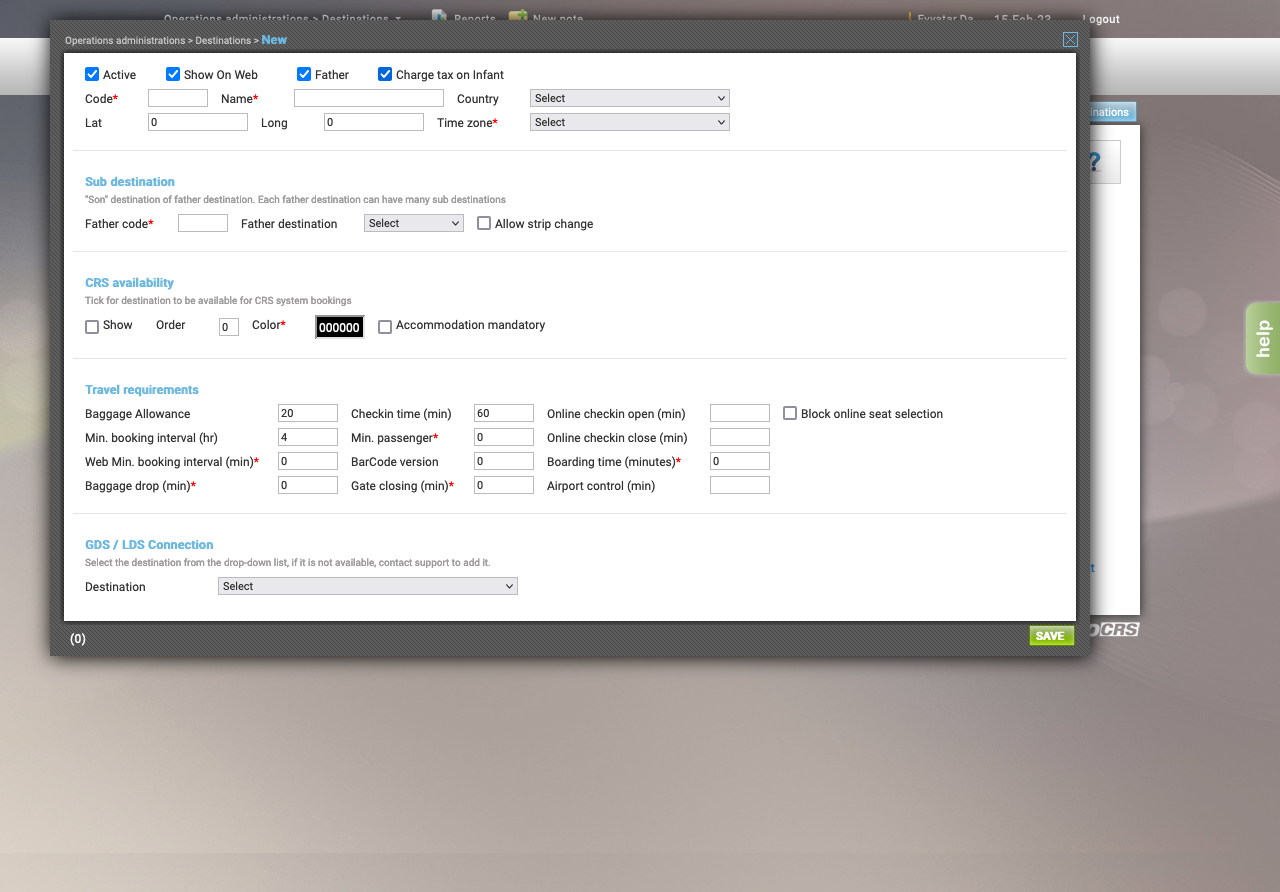 Operations administrations > Destinations Reports New note Eyyatar Da 15-Feb-23 Logout
Operations administrations > Destinations > New
Active Show On Web Father Charge tax on Infant
Code* Name* Country Select
Lat 0 Long 0 Time zone* Select
Sub destination
"Son" destination of father destination. Each father destination can have many sub destinations
Father code* Father destination Select Allow strip change
CRS availability
Tick for destination to be available for CRS system bookings
Show Order 0 Color* 000000 Accommodation mandatory
Travel requirements
Baggage Allowance 20 Checkin time (min) 60 Online checkin open (min) Block online seat selection
Min. booking interval (hr) 4 Min. passenger* 0 Online checkin close (min)
Web Min. booking interval (min)* 0 BarCode version 0 Boarding time (minutes)* 0
Baggage drop (min)* 0 Gate closing (min)* 0 Airport control (min)
GDS / LDS Connection
Select the destination from the drop-down list, if it is not available, contact support to add it.
Destination Select
(0) SAVE
inations
?
help
t
CRS